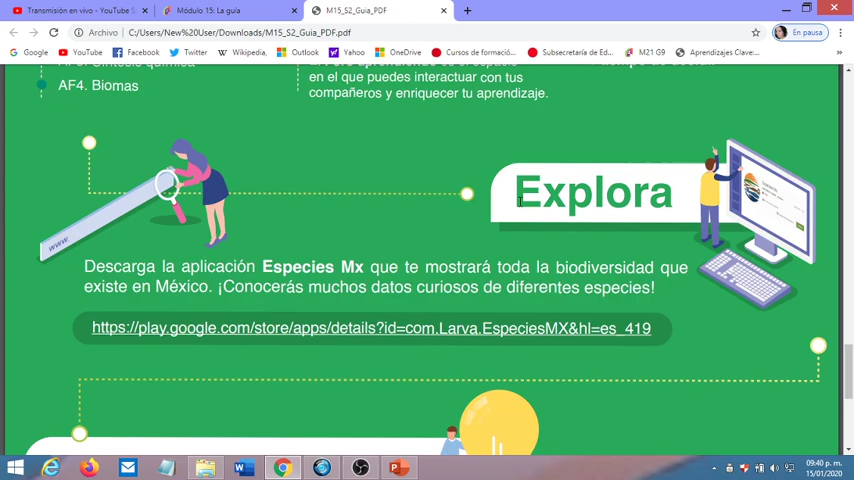 Transmisión en vivo - YouTube S
Módulo 15: La guía
M15_S2_Guia_PDF
Archivo
C:/Users/New%20User/Downloads/M15_S2_Guia_PDF.pdf
En pausa
Google
YouTube
Facebook
Twitter
Wikipedia,
Outlook
Yahoo
OneDrive
Cursos de formació...
Subsecretaría de Ed...
M21 G9
Aprendizajes Clave:...
AF4. Biomas
en el que puedes interactuar con tus
compañeros y enriquecer tu aprendizaje.
Explora
www
Descarga la aplicación Especies Mx que te mostrará toda la biodiversidad que
existe en México. ¡Conocerás muchos datos curiosos de diferentes especies!
https://play.google.com/store/apps/details?id=com.Larva.EspeciesMX&hl=es_419
09:40 p. m.
15/01/2020